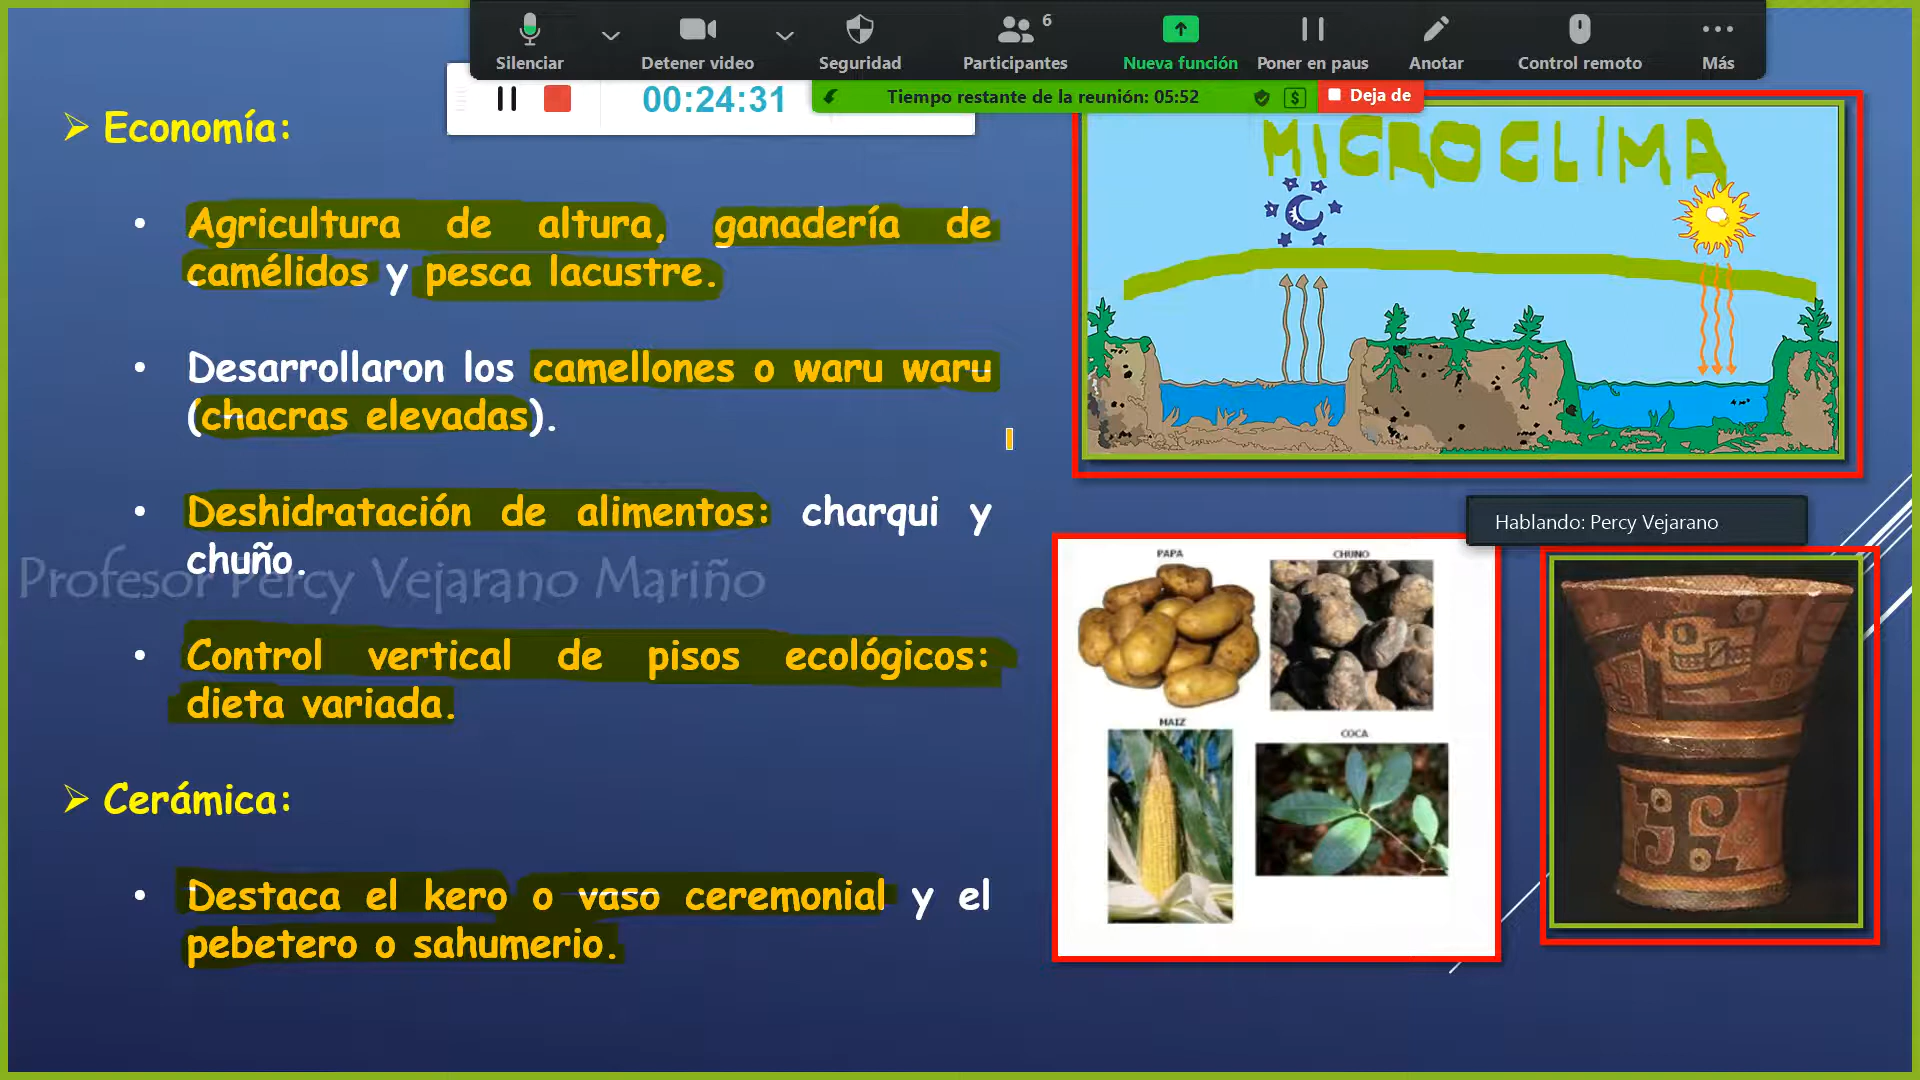 Silenciar
Detener video
Seguridad
Participantes
6
Nueva función
Poner en paus
Anotar
Control remoto
Más
00:24:31
Tiempo restante de la reunión: 05:52
$
Deja de
Economía:
Agricultura de altura, ganadería de
camélidos y pesca lacustre.
Desarrollaron los camellones o waru waru
(chacras elevadas).
Deshidratación de alimentos: charqui y
chuño.
Profesor Percy Vejarano Mariño
Control vertical de pisos ecológicos:
dieta variada.
Cerámica:
Destaca el kero o vaso ceremonial y el
pebetero o sahumerio.
MICROCLIMA
Hablando: Percy Vejarano
PAPA
CHUNO
MAIZ
COCA